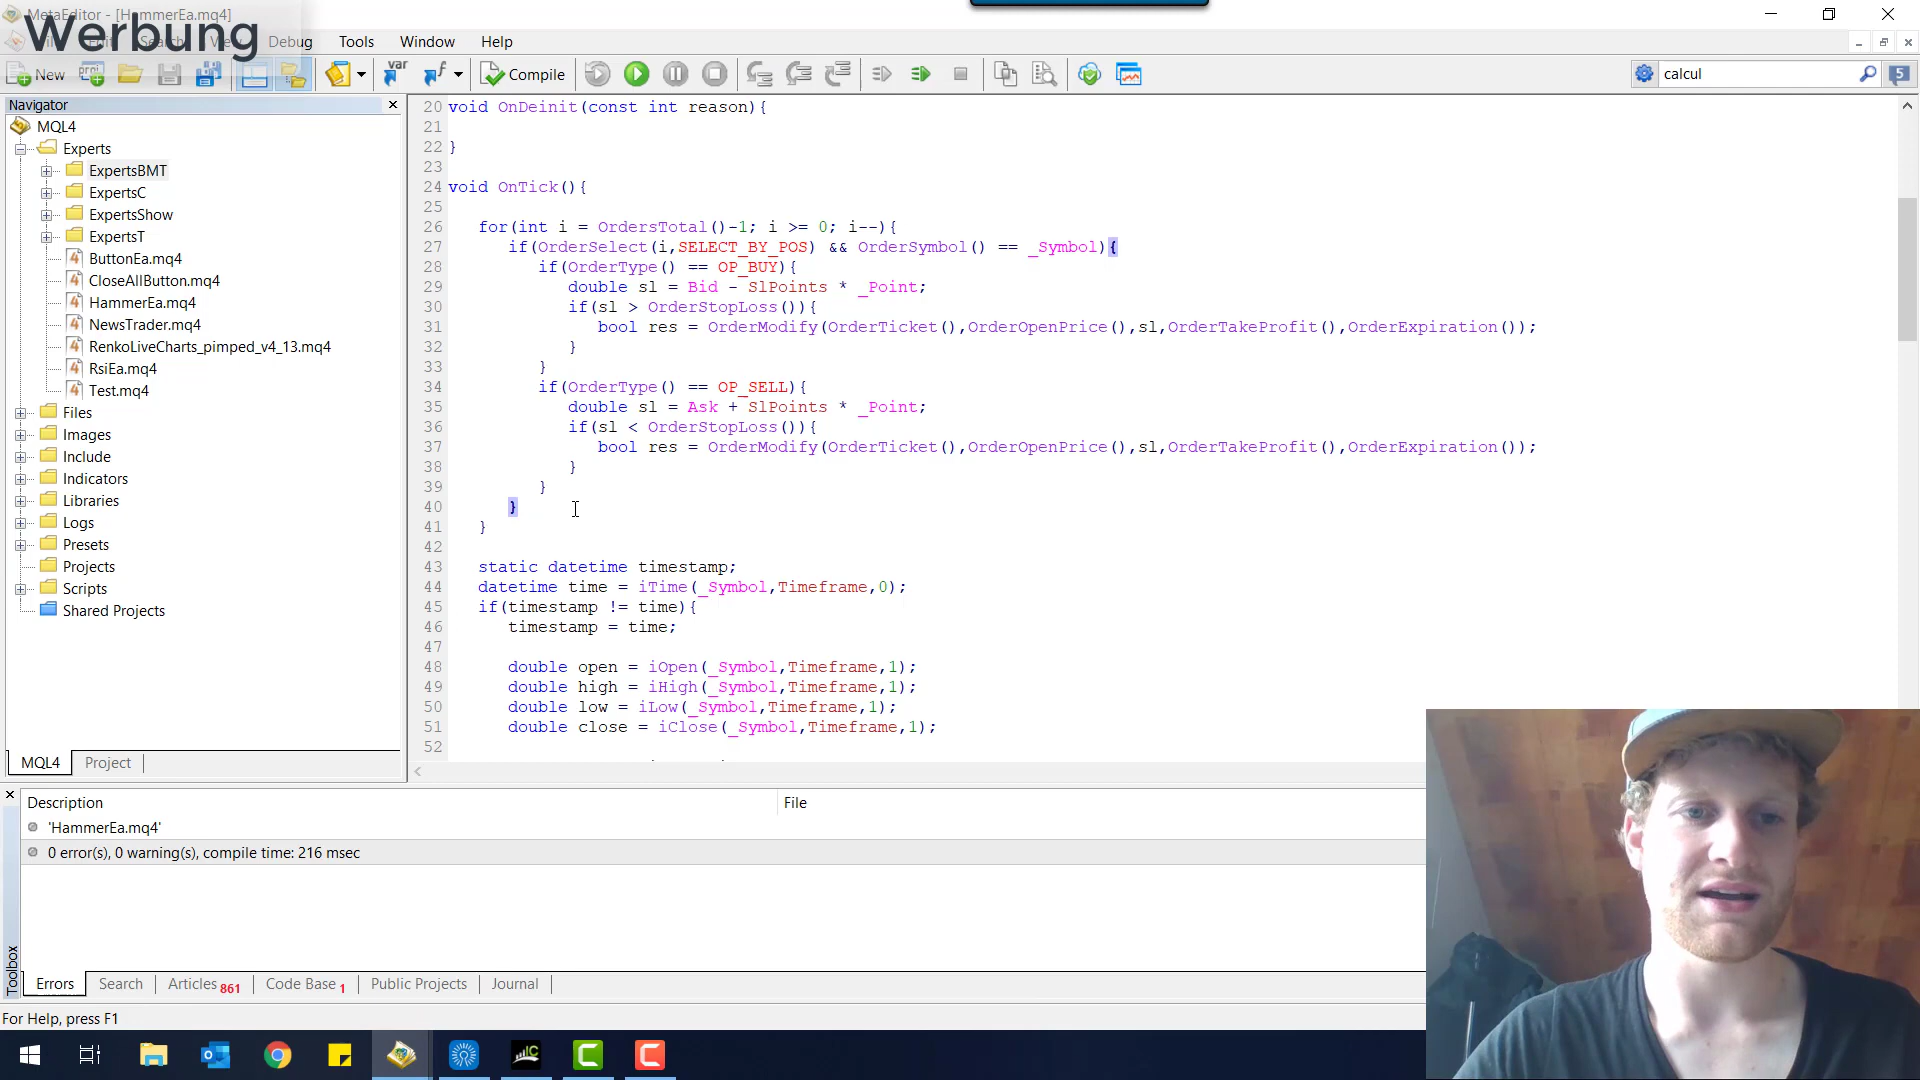 MetaEditor - [HammerEa.mq4]
Werbung
Debug Tools Window Help
New Compile calcul 5
Navigator
MQL4
Experts
ExpertsBMT
ExpertsC
ExpertsShow
ExpertsT
ButtonEa.mq4
CloseAllButton.mq4
HammerEa.mq4
NewsTrader.mq4
RenkoLiveCharts_pimped_v4_13.mq4
RsiEa.mq4
Test.mq4
Files
Images
Include
Indicators
Libraries
Logs
Presets
Projects
Scripts
Shared Projects
MQL4 Project
20 void OnDeinit(const int reason){
21
22 }
23
24 void OnTick(){
25
26 for(int i = OrdersTotal()-1; i >= 0; i--){
27 if(OrderSelect(i,SELECT_BY_POS) && OrderSymbol() == _Symbol){
28 if(OrderType() == OP_BUY){
29 double sl = Bid - SlPoints * _Point;
30 if(sl > OrderStopLoss()){
31 bool res = OrderModify(OrderTicket(),OrderOpenPrice(),sl,OrderTakeProfit(),OrderExpiration());
32 }
33 }
34 if(OrderType() == OP_SELL){
35 double sl = Ask + SlPoints * _Point;
36 if(sl < OrderStopLoss()){
37 bool res = OrderModify(OrderTicket(),OrderOpenPrice(),sl,OrderTakeProfit(),OrderExpiration());
38 }
39 }
40 }
41 }
42
43 static datetime timestamp;
44 datetime time = iTime(_Symbol,Timeframe,0);
45 if(timestamp != time){
46 timestamp = time;
47
48 double open = iOpen(_Symbol,Timeframe,1);
49 double high = iHigh(_Symbol,Timeframe,1);
50 double low = iLow(_Symbol,Timeframe,1);
51 double close = iClose(_Symbol,Timeframe,1);
52
Toolbox
Description File
'HammerEa.mq4'
0 error(s), 0 warning(s), compile time: 216 msec
Errors Search Articles 861 Code Base 1 Public Projects Journal
For Help, press F1